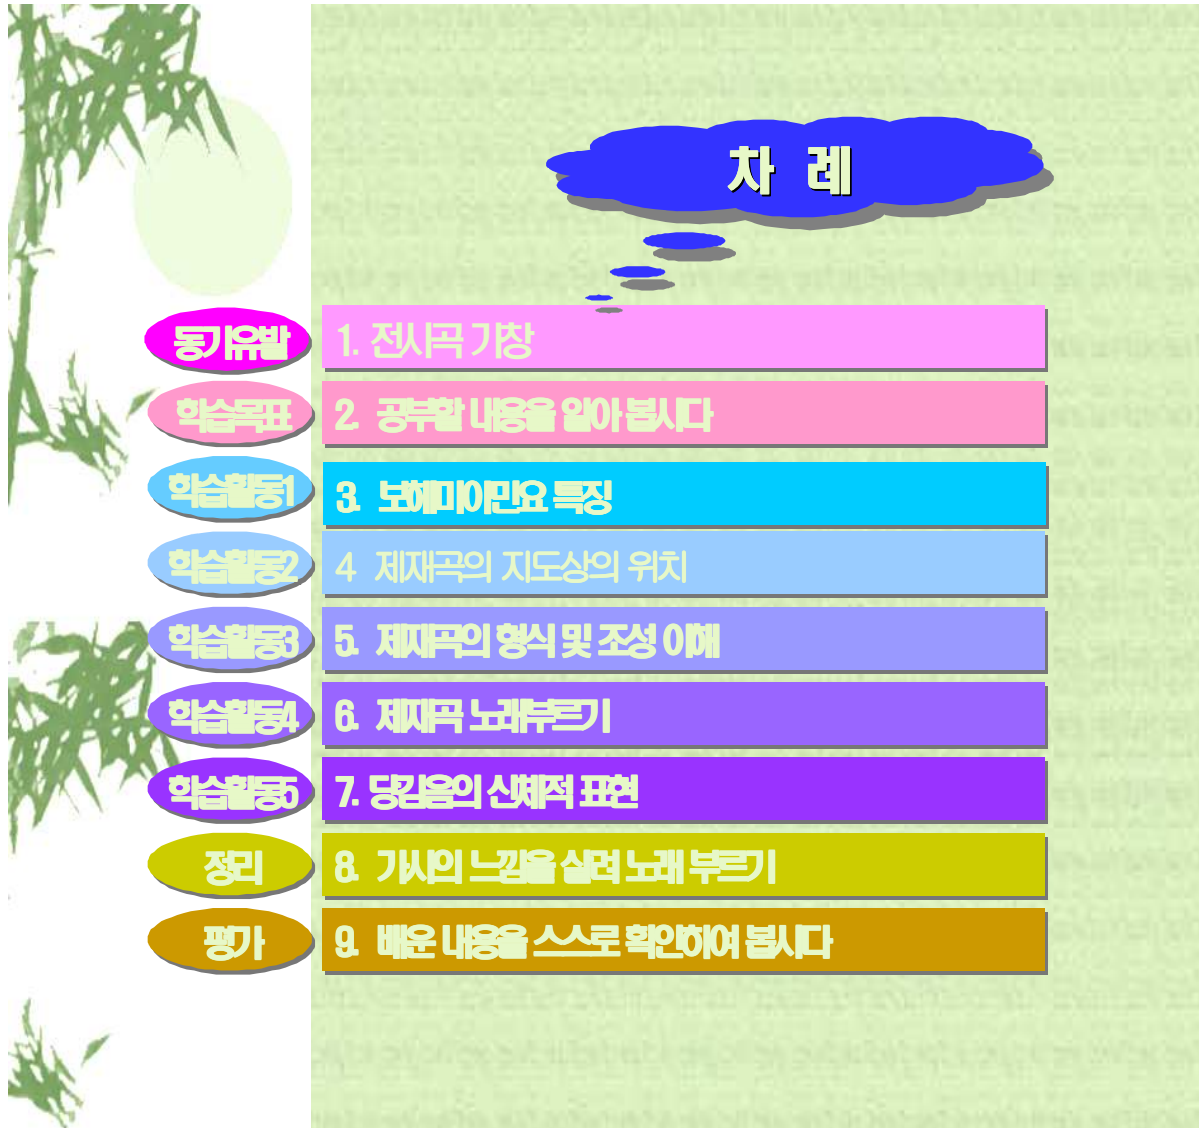 차 례
동기유발 1. 전시곡 가창
학습목표 2. 공부할 내용을 알아 봅시다
학습활동1 3. 보헤미아민요 특징
학습활동2 4 제재곡의 지도상의 위치
학습활동3 5. 제재곡의 형식 및 조성 이해
학습활동4 6. 제재곡 노래부르기
학습활동5 7. 당김음의 신체적 표현
정리 8. 가사의 느낌을 살려 노래 부르기
평가 9. 배운 내용을 스스로 확인하여 봅시다